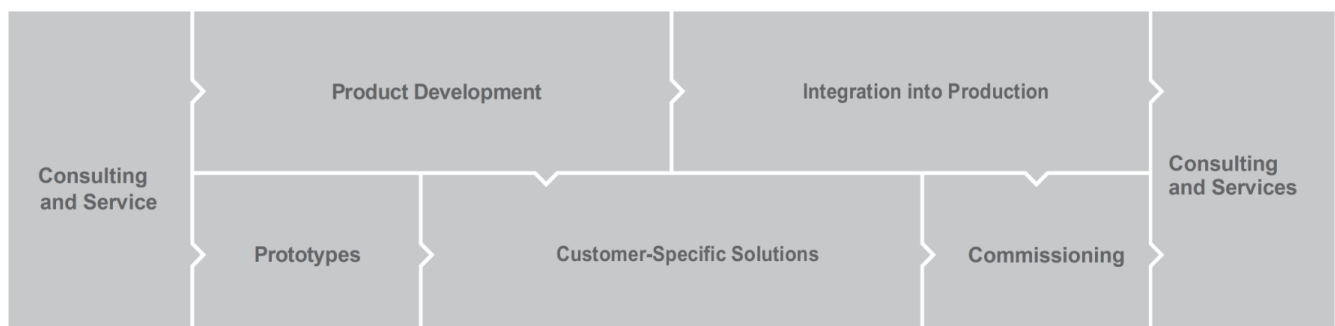 Consulting
and Service
Product Development
Integration into Production
Prototypes
Customer-Specific Solutions
Commissioning
Consulting
and Services